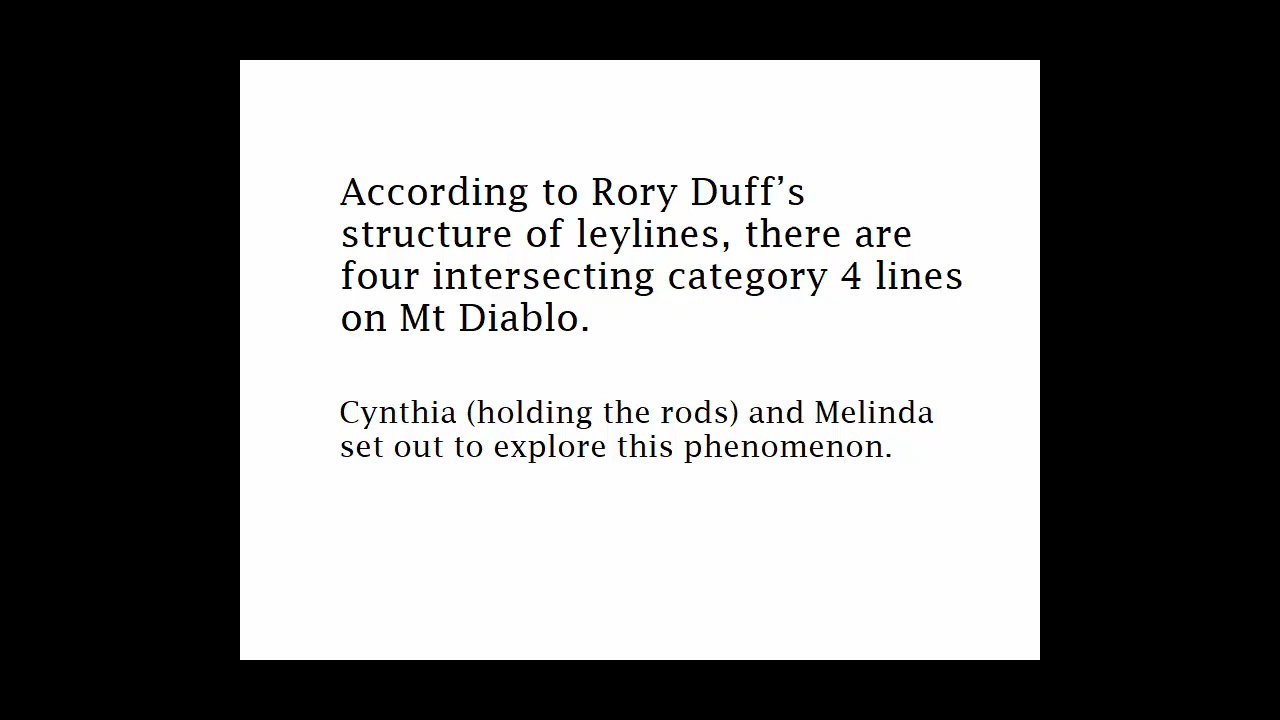 According to Rory Duff’s
structure of leylines, there are
four intersecting category 4 lines
on Mt Diablo.
Cynthia (holding the rods) and Melinda
set out to explore this phenomenon.